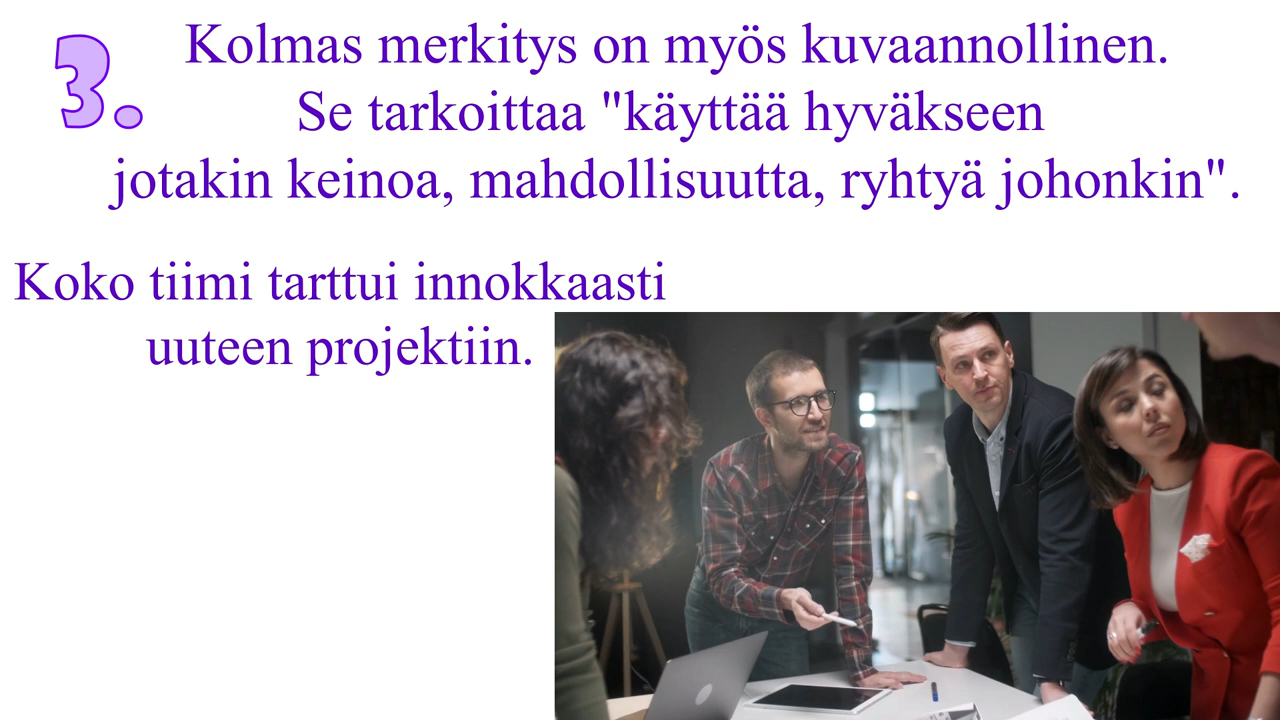 3.
Kolmas merkitys on myös kuvaannollinen.
Se tarkoittaa "käyttää hyväkseen
jotakin keinoa, mahdollisuutta, ryhtyä johonkin".
Koko tiimi tarttui innokkaasti
uuteen projektiin.